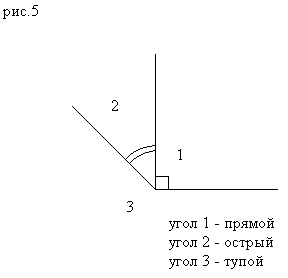 рис.5
2
1
3
угол 1 - прямой
угол 2 - острый
угол 3 - тупой